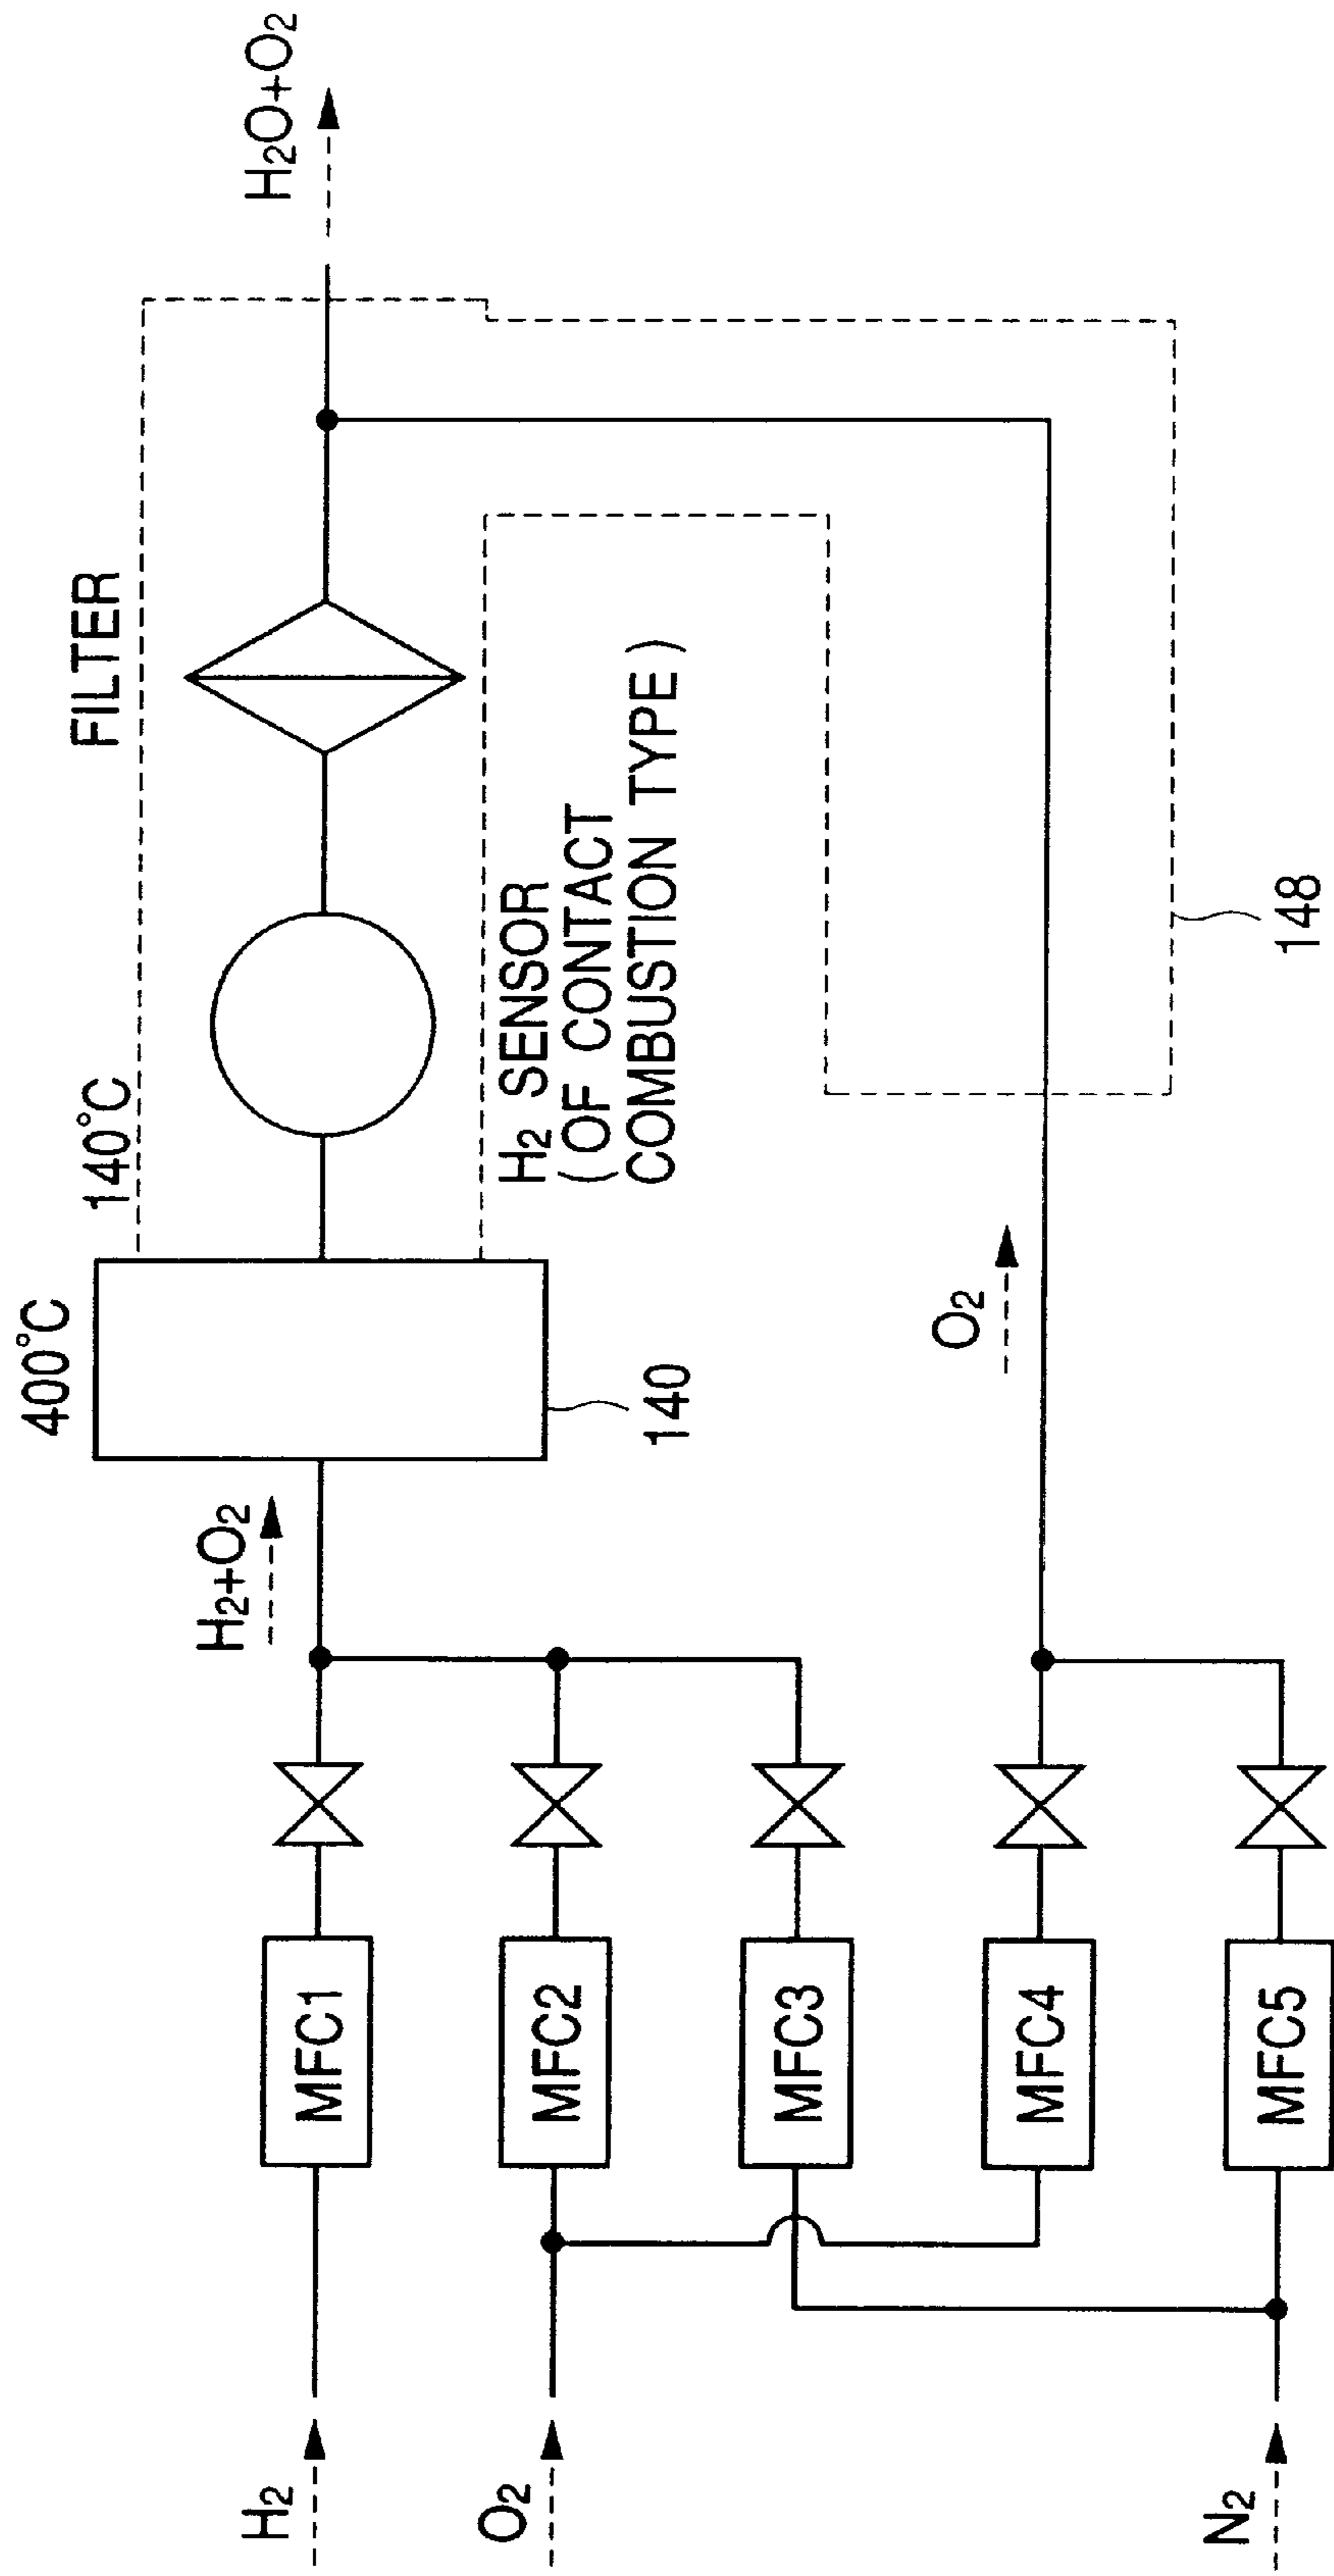 FILTER
H2O+O2
400°C
140°C
H2+O2
H2 SENSOR
(OF CONTACT
COMBUSTION TYPE)
140
O2
148
H2
MFC1
O2
MFC2
MFC3
MFC4
N2
MFC5